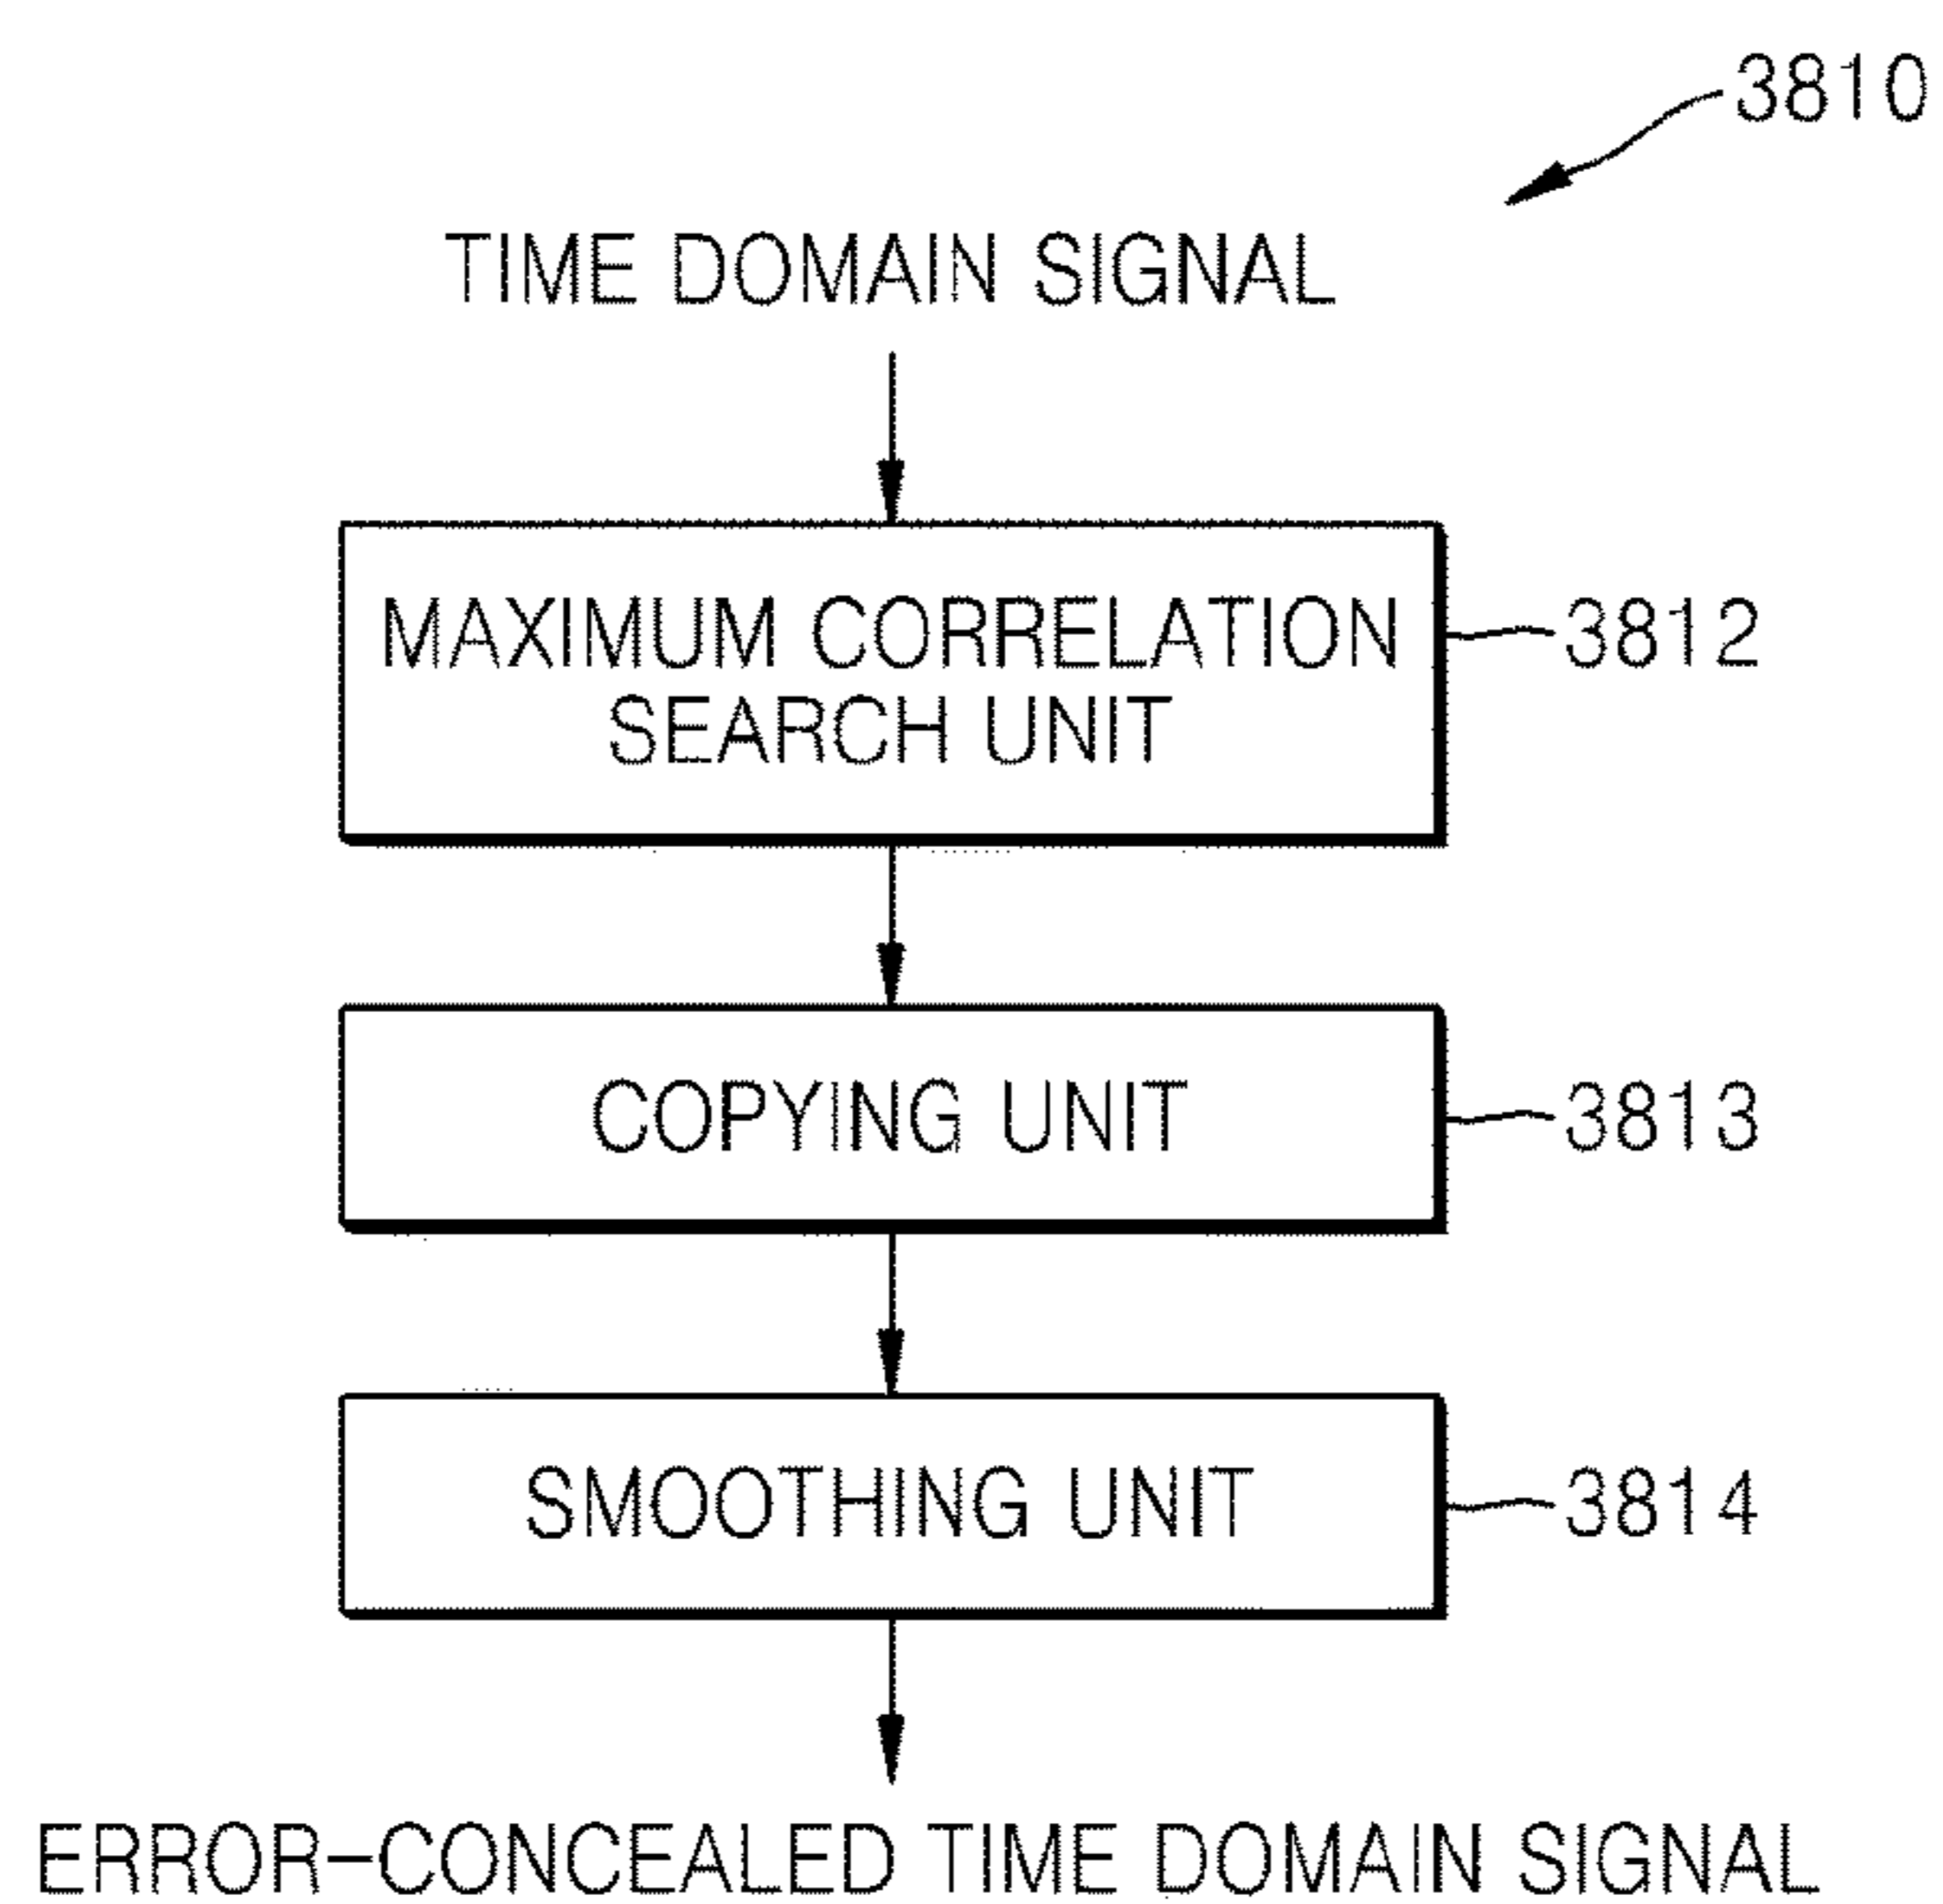 3810
TIME DOMAIN SIGNAL
MAXIMUM CORRELATION
SEARCH UNIT
3812
COPYING UNIT
3813
SMOOTHING UNIT
3814
ERROR-CONCEALED TIME DOMAIN SIGNAL